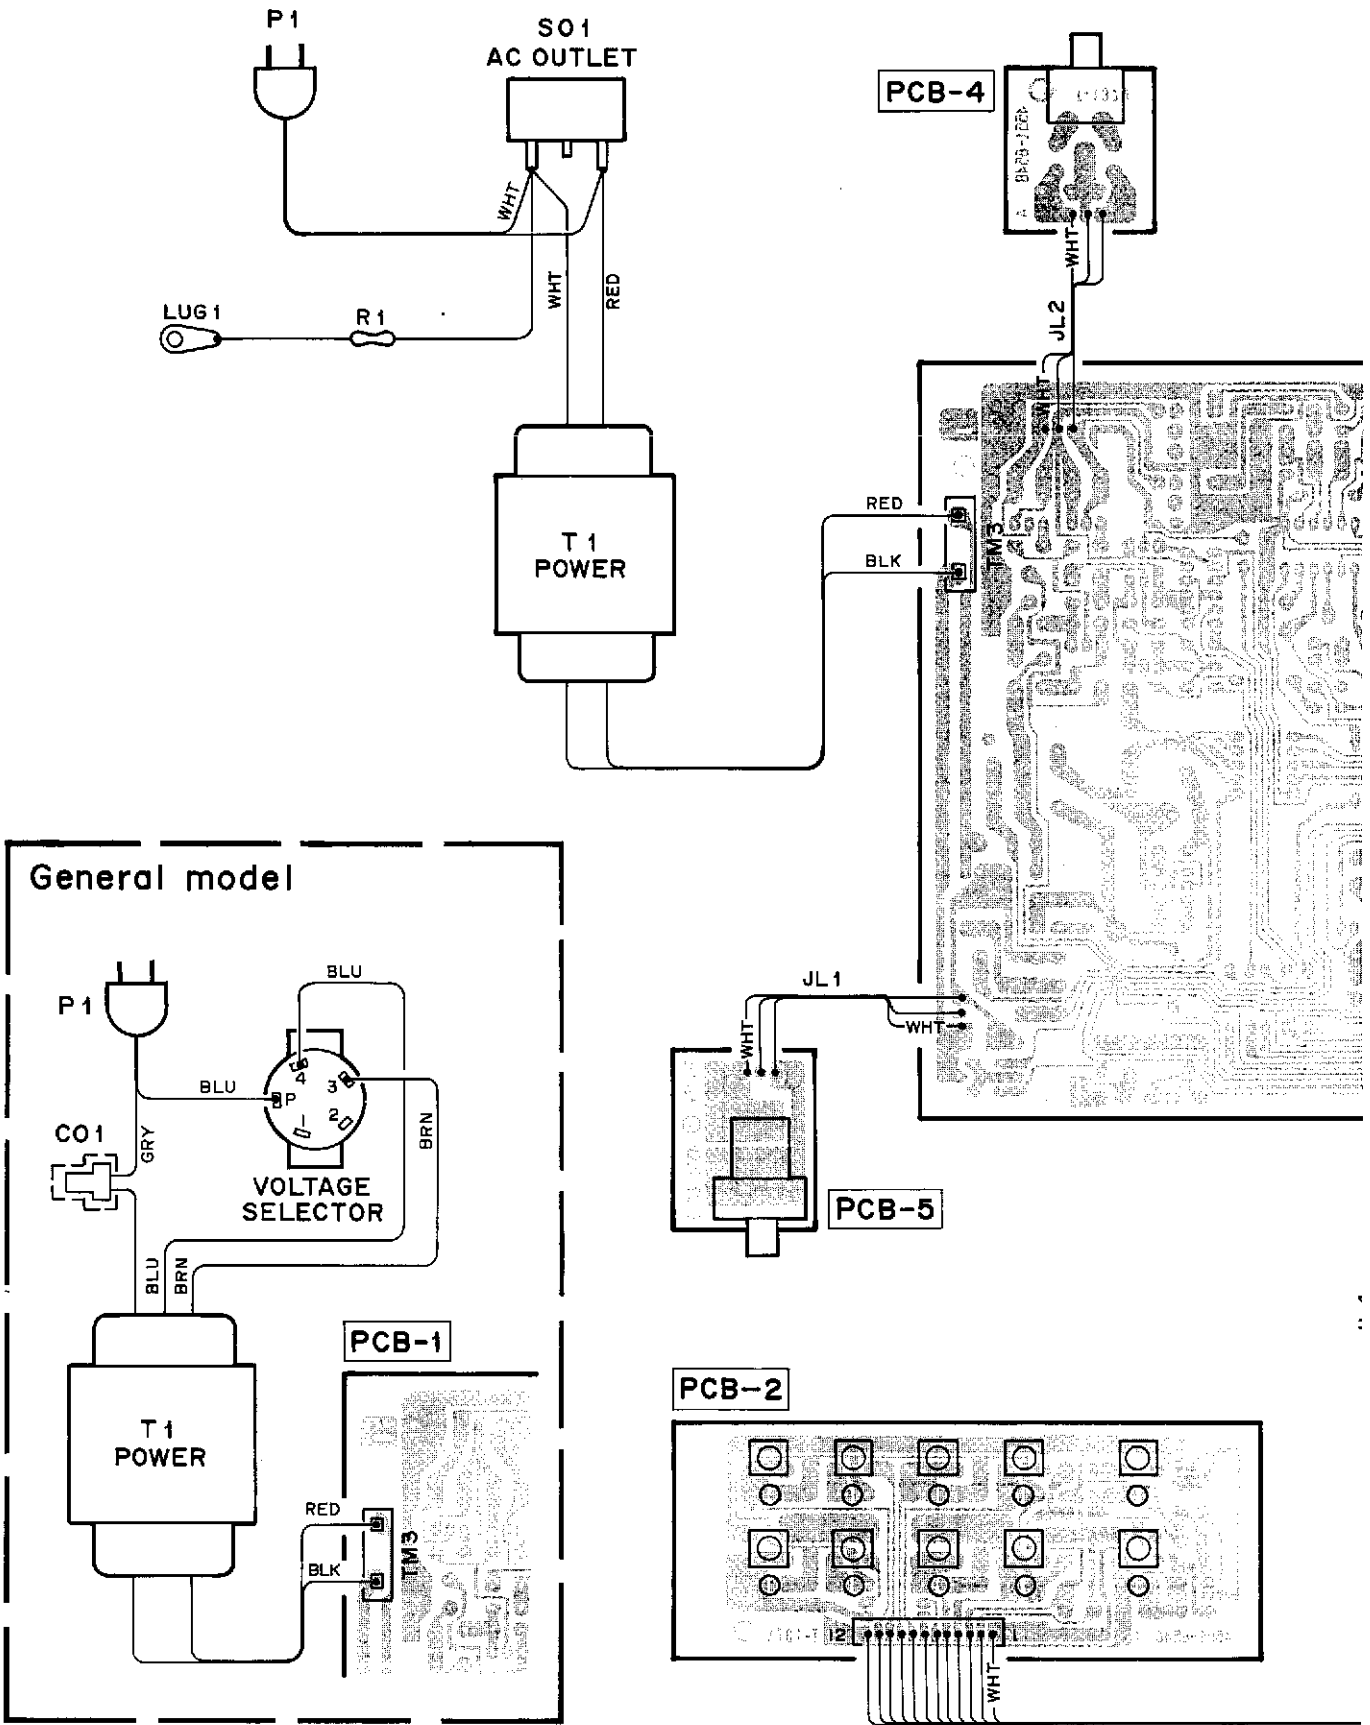 P1
SO1
AC OUTLET
PCB-4
WHT
WHT
RED
WHT
LUG1
R1
JL2
WHT
RED
T1
POWER
BLK
TM3
General model
P1
BLU
BLU
4
3
P
2
1
CO1
GRY
BRN
VOLTAGE
SELECTOR
BLU
BRN
JL1
WHT
WHT
PCB-5
PCB-1
T1
POWER
RED
BLK
TM3
PCB-2
12
1
WHT